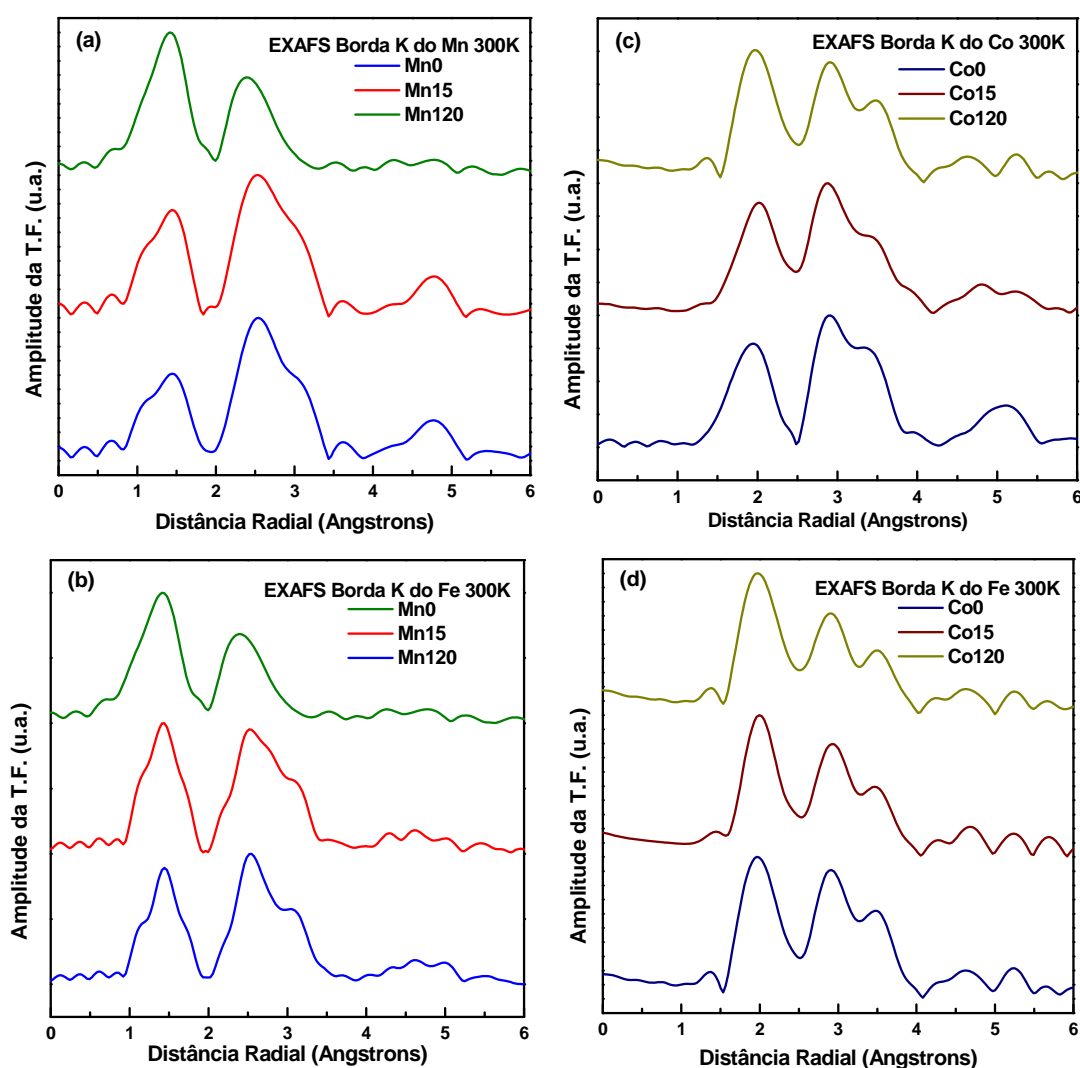 (a)
EXAFS Borda K do Mn 300K
Mn0
Mn15
Mn120
Amplitude da T.F. (u.a.)
0 1 2 3 4 5 6
Distância Radial (Angstrons)
(c)
EXAFS Borda K do Co 300K
Co0
Co15
Co120
Amplitude da T.F. (u.a.)
0 1 2 3 4 5 6
Distância Radial (Angstrons)
(b)
EXAFS Borda K do Fe 300K
Mn0
Mn15
Mn120
Amplitude da T.F. (u.a.)
0 1 2 3 4 5 6
Distância Radial (Angstrons)
(d)
EXAFS Borda K do Fe 300K
Co0
Co15
Co120
Amplitude da T.F. (u.a.)
0 1 2 3 4 5 6
Distância Radial (Angstrons)